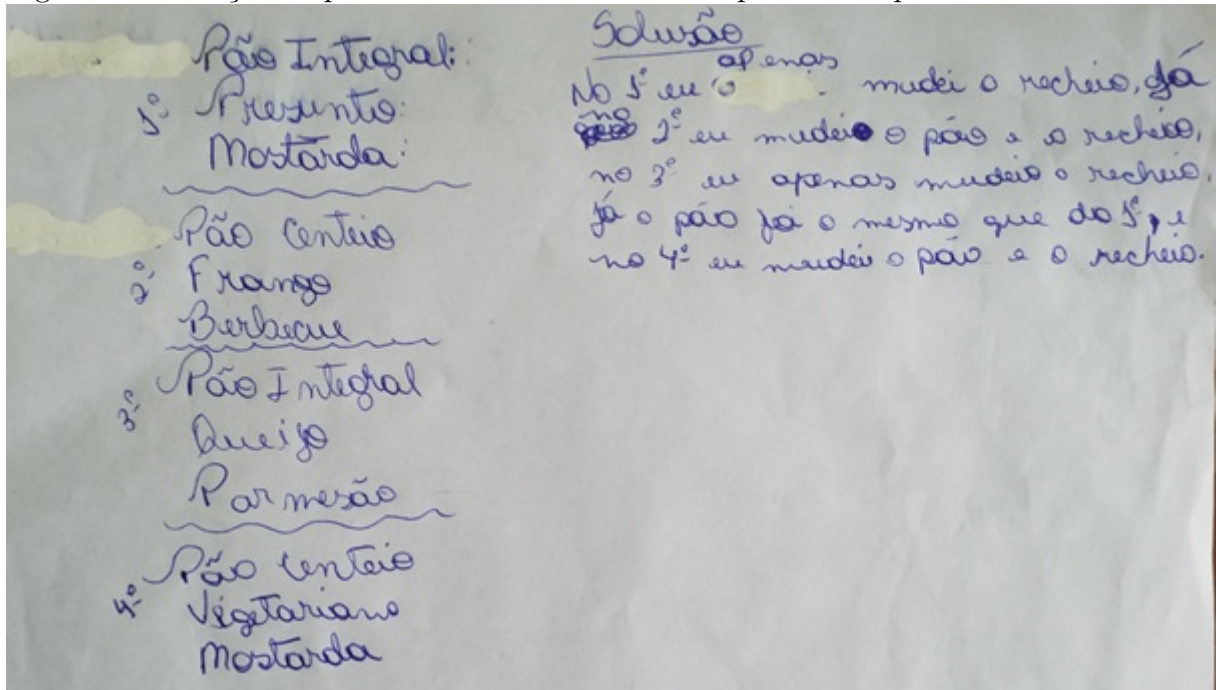 Pão Integral:
1º Presunto:
Mostarda:
Pão Centeio
2º Frango
Berbecue
3º Pão Integral
Queijo
Parmesão
4º Pão Centeio
Vegetariano
Mostarda
Solusão
apenas
No 1º eu mudei o recheio, já
no 2º eu mudei o pão e o recheio,
no 3º eu apenas mudei o recheio,
já o pão foi o mesmo que do 1º, e
no 4º eu mudei o pão e o recheio.